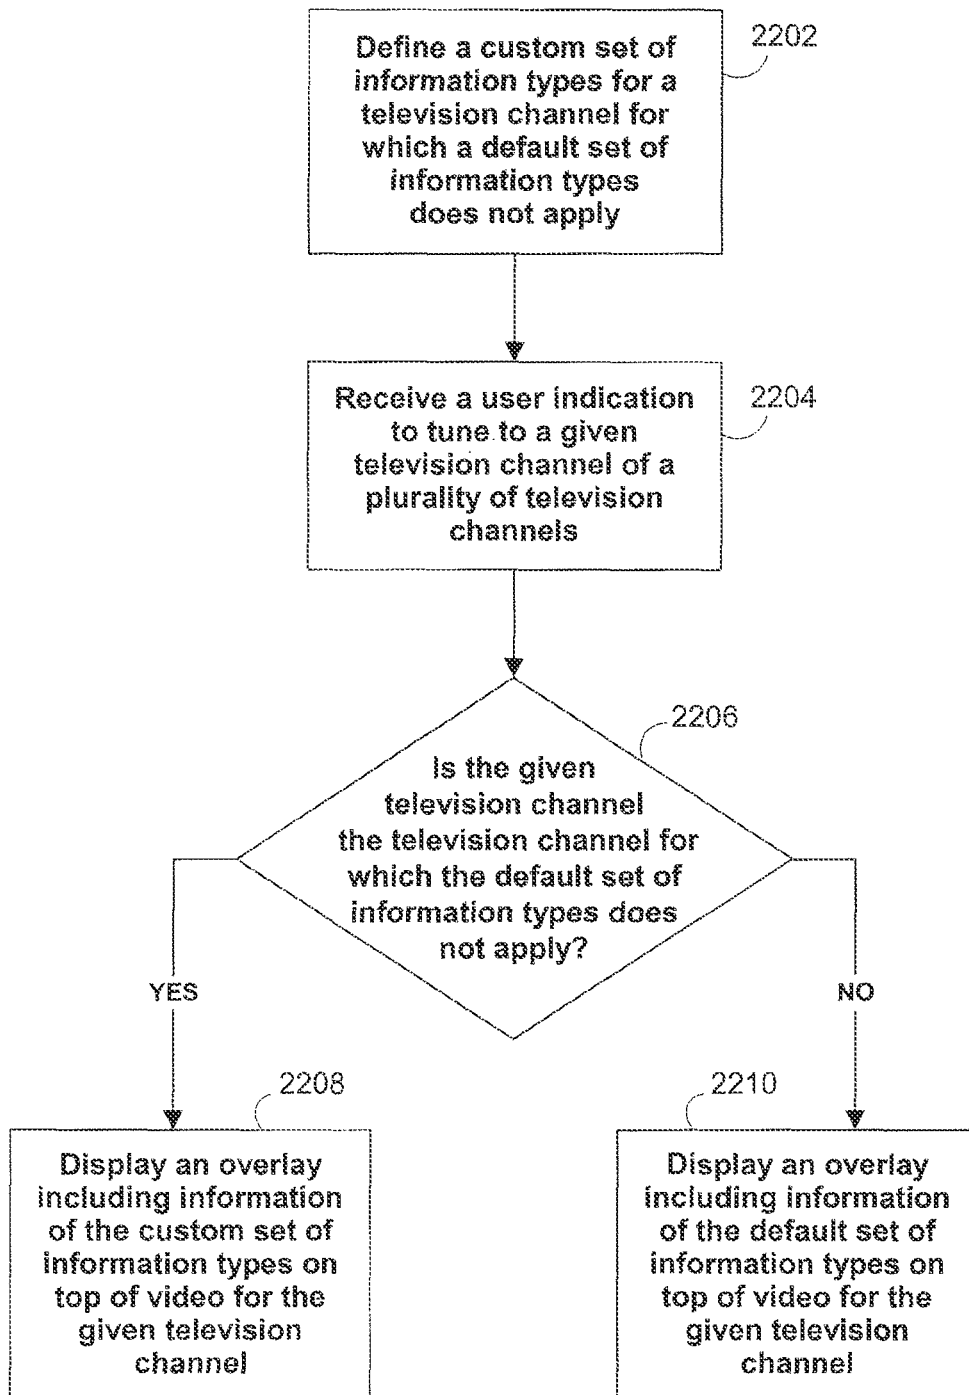 Define a custom set of
information types for a
television channel for
which a default set of
information types
does not apply
2202
Receive a user indication
to tune to a given
television channel of a
plurality of television
channels
2204
2206
Is the given
television channel
the television channel for
which the default set of
information types does
not apply?
YES
NO
2208
Display an overlay
including information
of the custom set of
information types on
top of video for the
given television
channel
2210
Display an overlay
including information
of the default set of
information types on
top of video for the
given television
channel